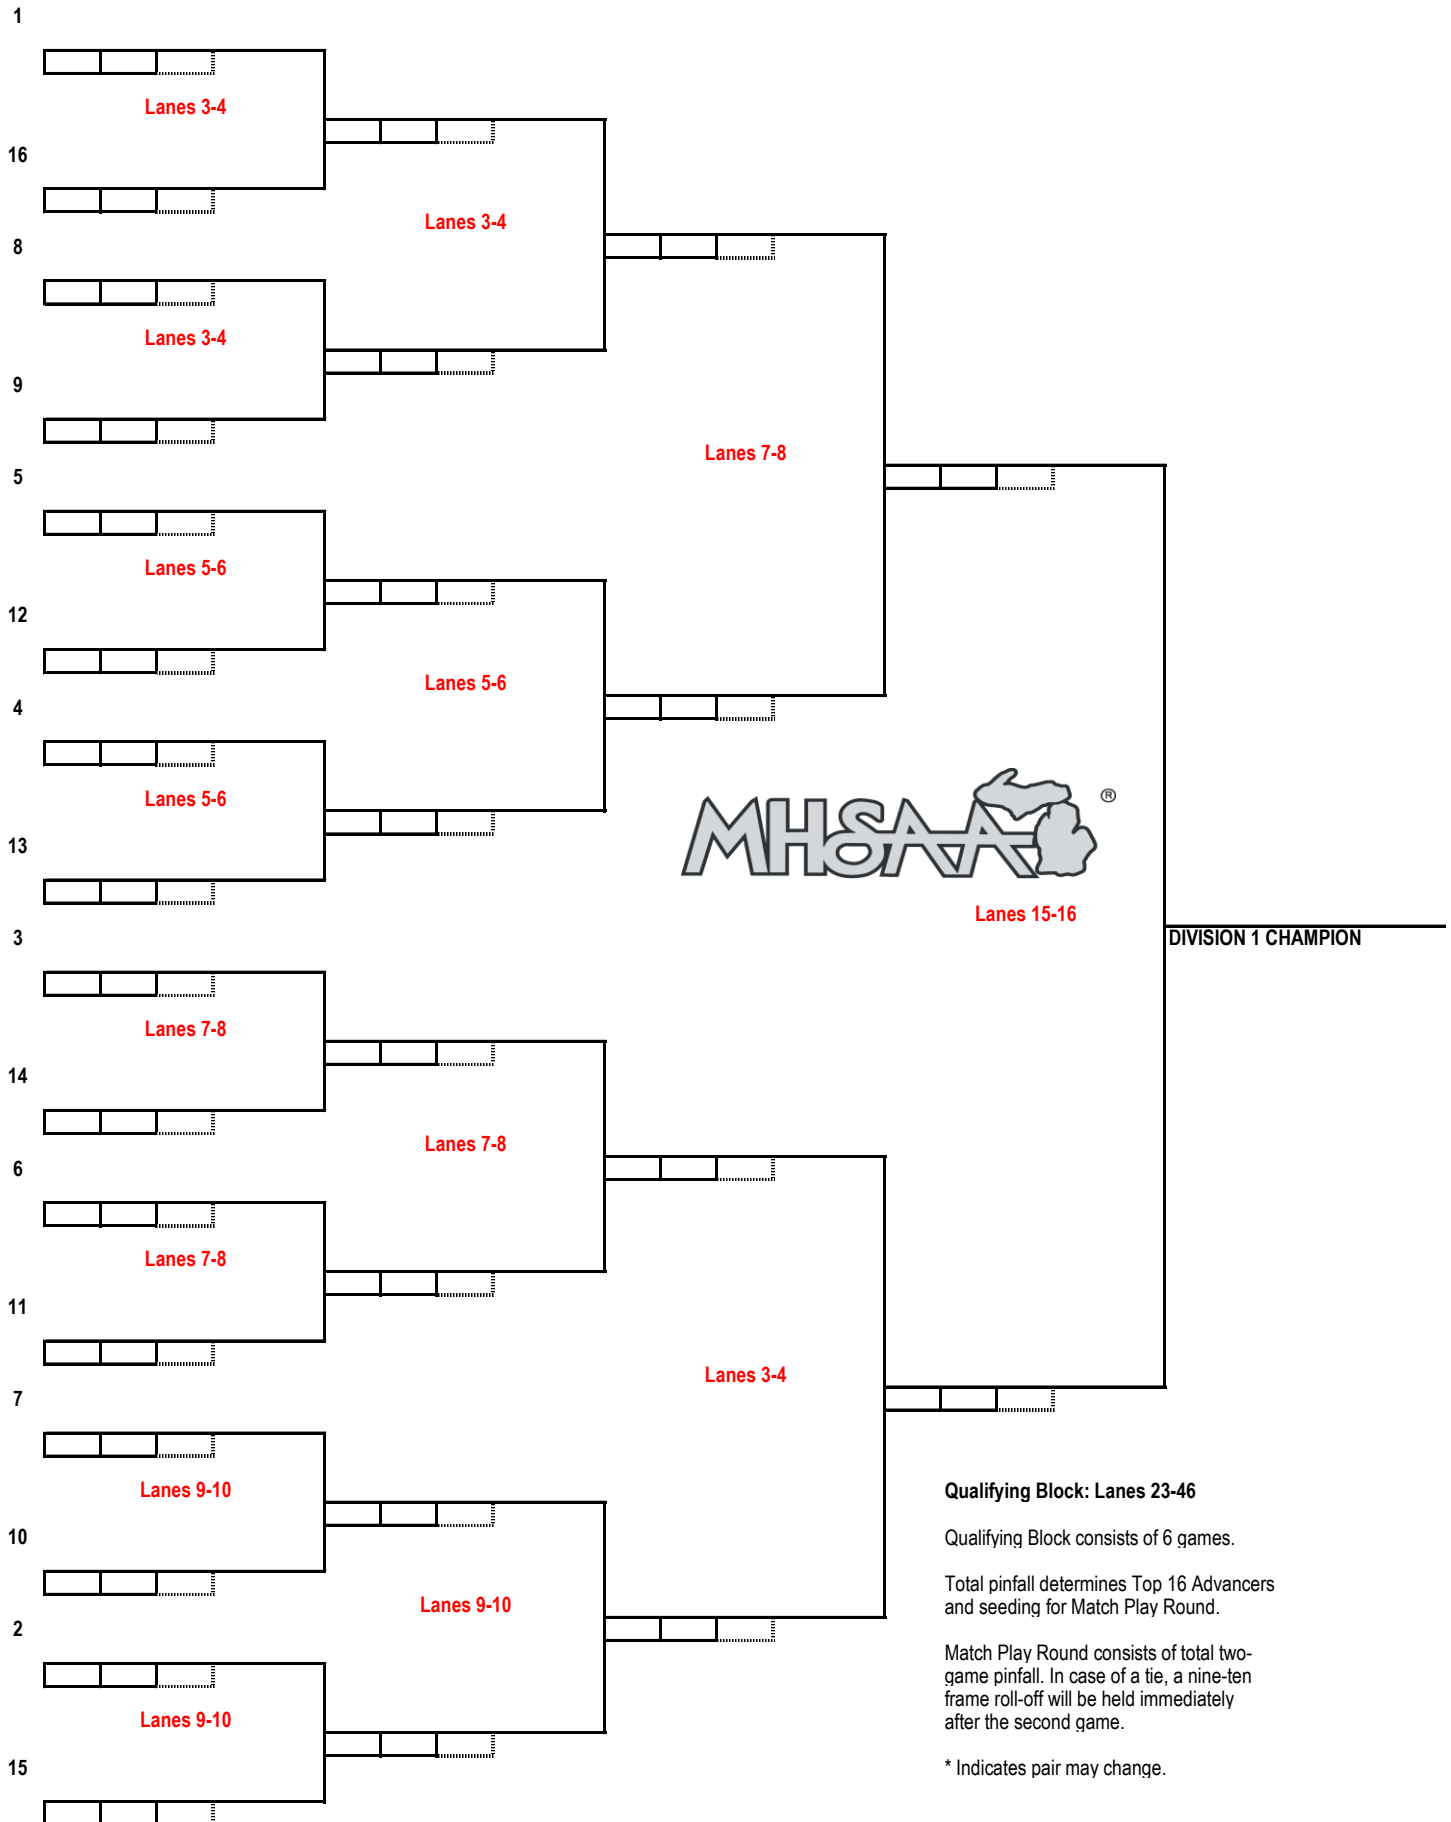 1
Lanes 3-4
16
Lanes 3-4
8
Lanes 3-4
9
Lanes 7-8
5
Lanes 5-6
12
Lanes 5-6
4
Lanes 5-6
MHSAA ®
13
Lanes 15-16
3
DIVISION 1 CHAMPION
Lanes 7-8
14
Lanes 7-8
6
Lanes 7-8
11
Lanes 3-4
7
Lanes 9-10
10
Lanes 9-10
2
Lanes 9-10
15
Qualifying Block: Lanes 23-46
Qualifying Block consists of 6 games.
Total pinfall determines Top 16 Advancers
and seeding for Match Play Round.
Match Play Round consists of total two-
game pinfall. In case of a tie, a nine-ten
frame roll-off will be held immediately
after the second game.
* Indicates pair may change.